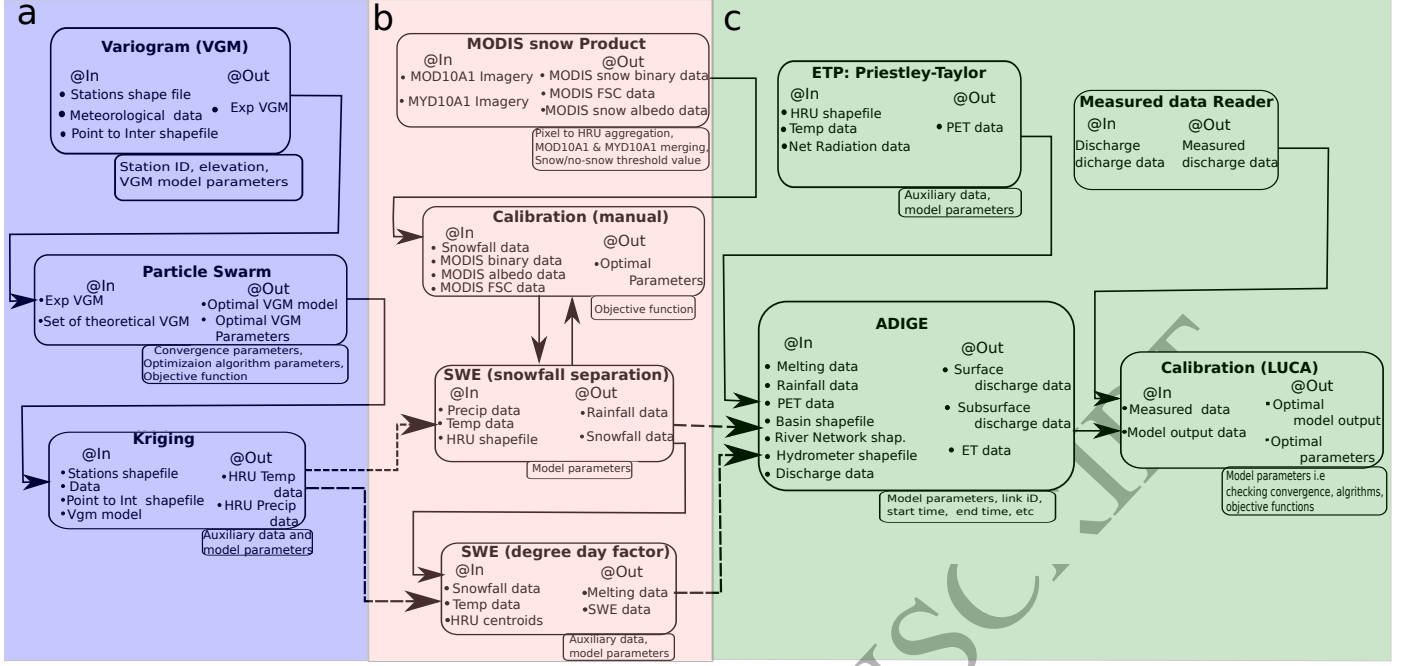 a
Variogram (VGM)
@In
• Stations shape file
• Meteorological data
• Point to Inter shapefile
@Out
• Exp VGM
Station ID, elevation,
VGM model parameters
Particle Swarm
@In
•Exp VGM
•Set of theoretical VGM
@Out
•Optimal VGM model
• Optimal VGM
Parameters
Convergence parameters,
Optimizaion algorithm parameters,
Objective function
Kriging
@In
• Stations shapefile
• Data
•Point to Int shapefile
•Vgm model
@Out
•HRU Temp
data
•HRU Precip
data
Auxiliary data and
model parameters
b
MODIS snow Product
@In
• MOD10A1 Imagery
• MYD10A1 Imagery
@Out
• MODIS snow binary data
• MODIS FSC data
•MODIS snow albedo data
Pixel to HRU aggregation,
MOD10A1 & MYD10A1 merging,
Snow/no-snow threshold value
Calibration (manual)
@In
• Snowfall data
• MODIS binary data
• MODIS albedo data
• MODIS FSC data
@Out
•Optimal
Parameters
Objective function
SWE (snowfall separation)
@In
• Precip data
• Temp data
• HRU shapefile
@Out
•Rainfall data
•Snowfall data
Model parameters
SWE (degree day factor)
@In
• Snowfall data
• Temp data
•HRU centroids
@Out
•Melting data
•SWE data
Auxiliary data,
model parameters
c
ETP: Priestley-Taylor
@In
• HRU shapefile
•Temp data
•Net Radiation data
@Out
• PET data
Auxiliary data,
model parameters
Measured data Reader
@In
Discharge
dicharge data
@Out
Measured
discharge data
ADIGE
@In
• Melting data
• Rainfall data
• PET data
• Basin shapefile
• River Network shap.
• Hydrometer shapefile
• Discharge data
@Out
• Surface
discharge data
• Subsurface
discharge data
• ET data
Model parameters, link iD,
start time, end time, etc
Calibration (LUCA)
@In
•Measured data
•Model output data
@Out
•Optimal
model output
•Optimal
parameters
Model parameters i.e
checking convergence, algorithms,
objective functions